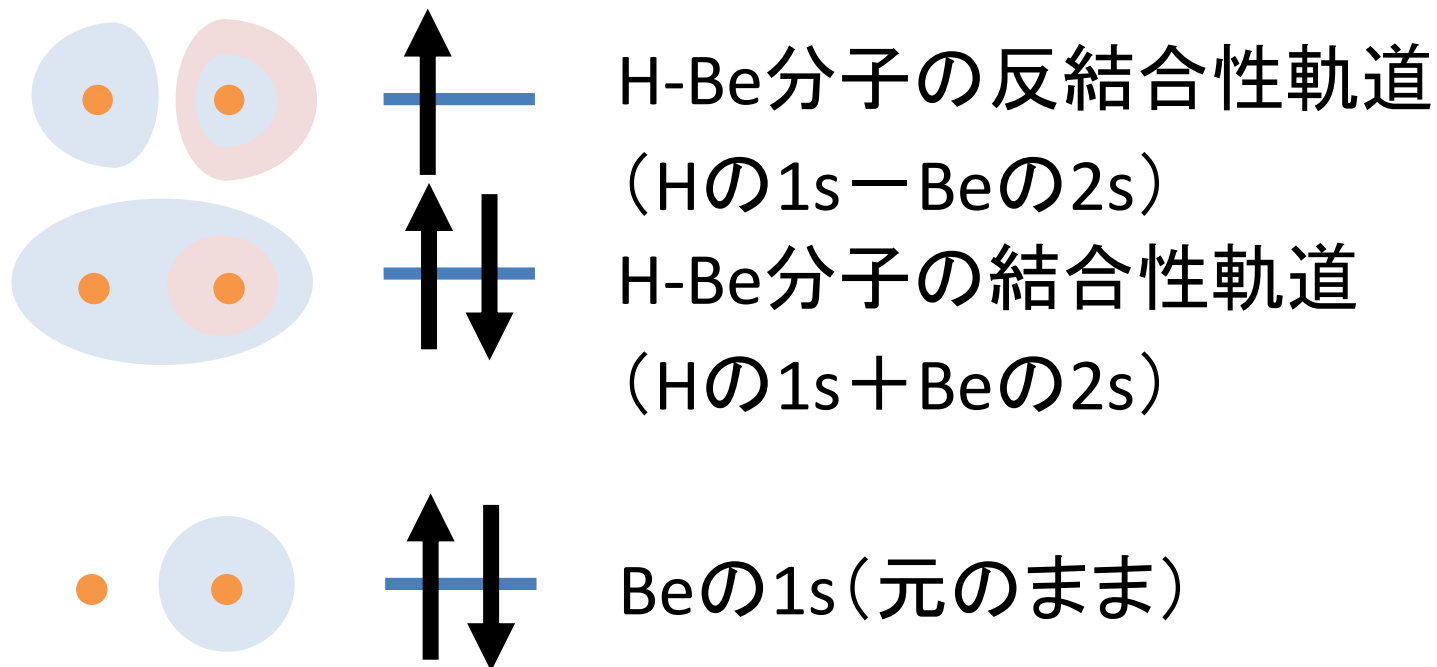 H-Be分子の反結合性軌道
（Hの1s－Beの2s）
H-Be分子の結合性軌道
（Hの1s＋Beの2s）
Beの1s（元のまま）